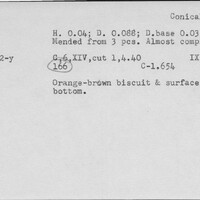 Conical
H. 0.04; D. 0.088; D.base 0.03
Mended from 3 pcs. Almost comp
2-y C.6.XIV,cut 1,4.40 IX
166 C-1.654
Orange-brown biscuit & surface
bottom.